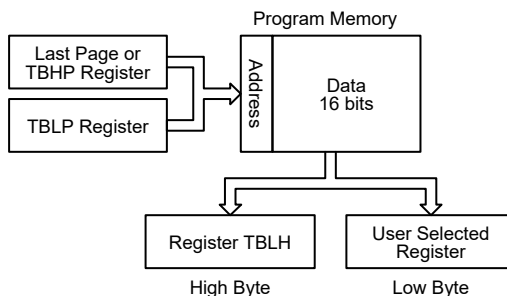 Program Memory
Last Page or
TBHP Register
TBLP Register
Address
Data
16 bits
Register TBLH
User Selected
Register
High Byte
Low Byte